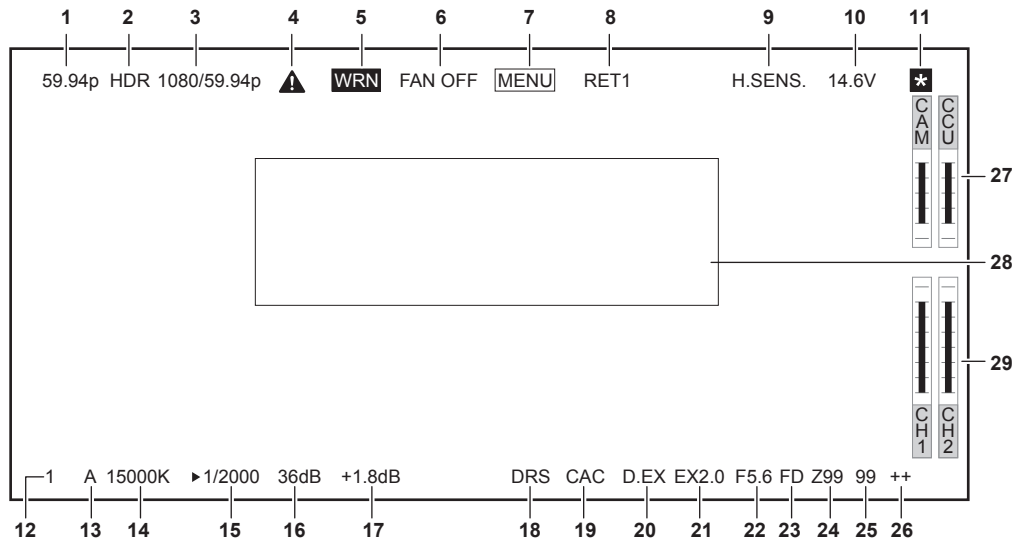 1 2 3 4 5 6 7 8 9 10 11
59.94p HDR 1080/59.94p WRN FAN OFF MENU RET1 H.SENS. 14.6V *
CAM CCU
27
28
29
CH1 CH2
1 A 15000K ▶1/2000 36dB +1.8dB DRS CAC D.EX EX2.0 F5.6 FD Z99 99 ++
12 13 14 15 16 17 18 19 20 21 22 23 24 25 26